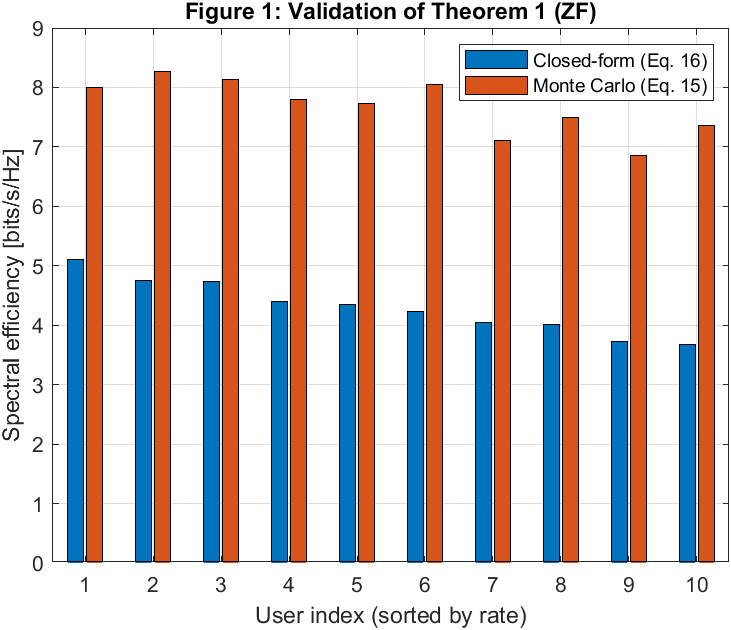 Figure 1: Validation of Theorem 1 (ZF)
Closed-form (Eq. 16)
Monte Carlo (Eq. 15)
Spectral efficiency [bits/s/Hz]
9
8
7
6
5
4
3
2
1
0
1 2 3 4 5 6 7 8 9 10
User index (sorted by rate)